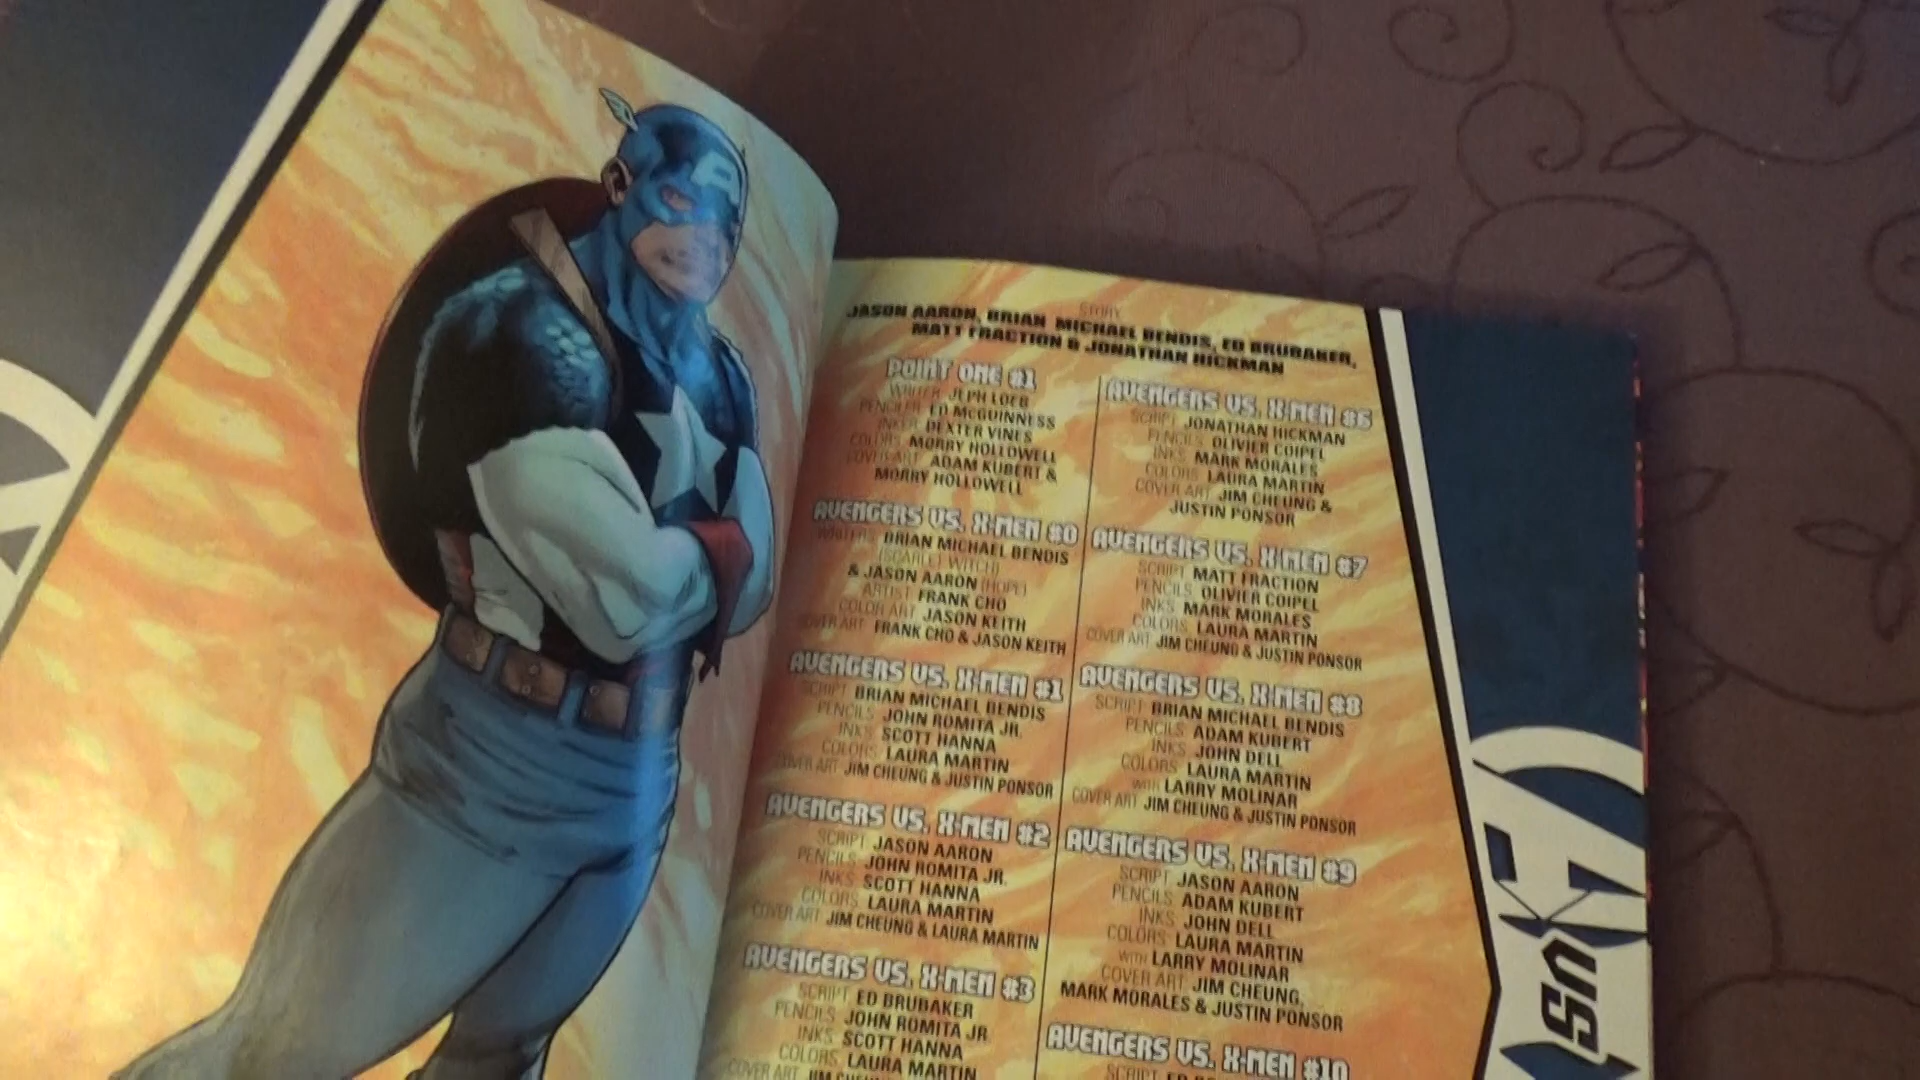 STORY
JASON AARON, BRIAN MICHAEL BENDIS, ED BRUBAKER,
MATT FRACTION & JONATHAN HICKMAN
POINT ONE #1
WRITER: JEPH LOEB
PENCILER: ED MCGUINNESS
INKER: DEXTER VINES
COLORS: MORRY HOLLOWELL
COVER ART: ADAM KUBERT &
MORRY HOLLOWELL
AVENGERS VS. X-MEN #0
WRITERS: BRIAN MICHAEL BENDIS
(SCARLET WITCH)
& JASON AARON (HOPE)
ARTIST: FRANK CHO
COLOR ART: JASON KEITH
COVER ART: FRANK CHO & JASON KEITH
AVENGERS VS. X-MEN #1
SCRIPT: BRIAN MICHAEL BENDIS
PENCILS: JOHN ROMITA JR.
INKS: SCOTT HANNA
COLORS: LAURA MARTIN
COVER ART: JIM CHEUNG & JUSTIN PONSOR
AVENGERS VS. X-MEN #2
SCRIPT: JASON AARON
PENCILS: JOHN ROMITA JR.
INKS: SCOTT HANNA
COLORS: LAURA MARTIN
COVER ART: JIM CHEUNG & LAURA MARTIN
AVENGERS VS. X-MEN #3
SCRIPT: ED BRUBAKER
PENCILS: JOHN ROMITA JR.
INKS: SCOTT HANNA
COLORS: LAURA MARTIN
COVER ART: JIM
AVENGERS VS. X-MEN #6
SCRIPT: JONATHAN HICKMAN
PENCILS: OLIVIER COIPEL
INKS: MARK MORALES
COLORS: LAURA MARTIN
COVER ART: JIM CHEUNG &
JUSTIN PONSOR
AVENGERS VS. X-MEN #7
SCRIPT: MATT FRACTION
PENCILS: OLIVIER COIPEL
INKS: MARK MORALES
COLORS: LAURA MARTIN
COVER ART: JIM CHEUNG & JUSTIN PONSOR
AVENGERS VS. X-MEN #8
SCRIPT: BRIAN MICHAEL BENDIS
PENCILS: ADAM KUBERT
INKS: JOHN DELL
COLORS: LAURA MARTIN
WITH LARRY MOLINAR
COVER ART: JIM CHEUNG & JUSTIN PONSOR
AVENGERS VS. X-MEN #9
SCRIPT: JASON AARON
PENCILS: ADAM KUBERT
INKS: JOHN DELL
COLORS: LAURA MARTIN
WITH LARRY MOLINAR
COVER ART: JIM CHEUNG,
MARK MORALES & JUSTIN PONSOR
AVENGERS VS. X-MEN #10
SCRIPT: ED
A
VS